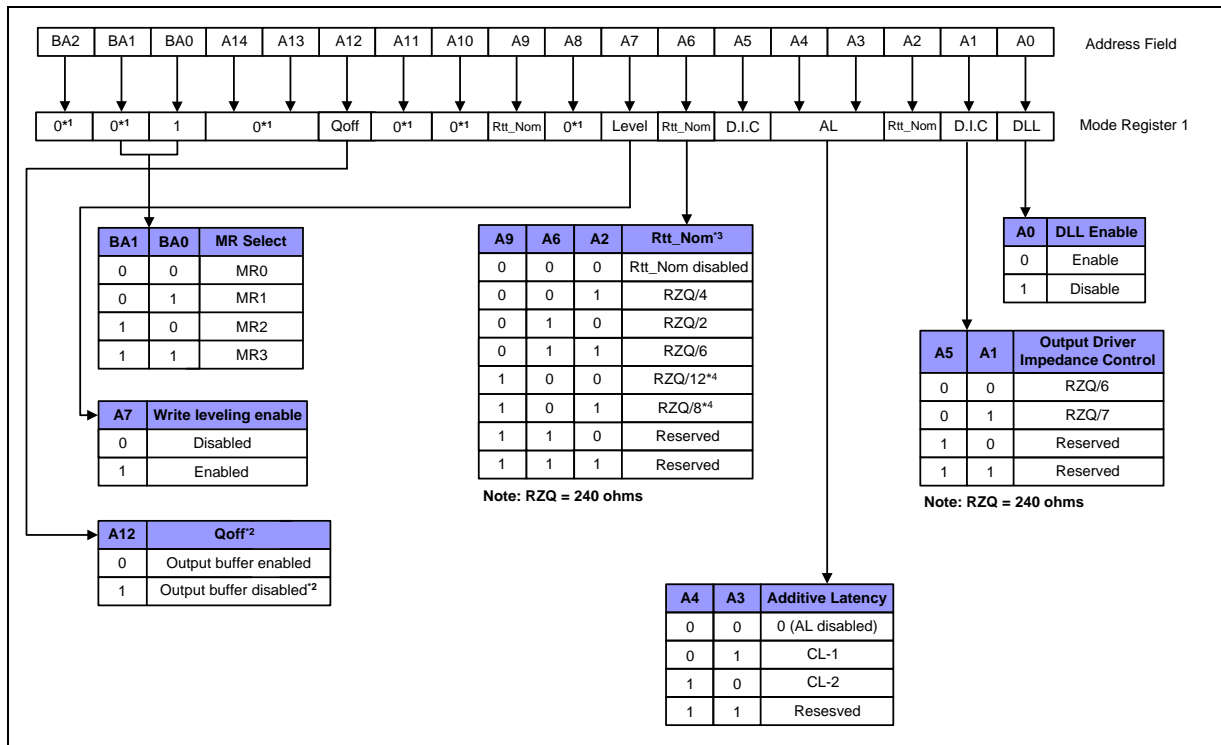 BA2 BA1 BA0 A14 A13 A12 A11 A10 A9 A8 A7 A6 A5 A4 A3 A2 A1 A0 Address Field
0*1 0*1 1 0*1 Qoff 0*1 0*1 Rtt_Nom 0*1 Level Rtt_Nom D.I.C AL Rtt_Nom D.I.C DLL Mode Register 1
BA1 BA0 MR Select
0 0 MR0
0 1 MR1
1 0 MR2
1 1 MR3
A7 Write leveling enable
0 Disabled
1 Enabled
A12 Qoff*2
0 Output buffer enabled
1 Output buffer disabled*2
A9 A6 A2 Rtt_Nom*3
0 0 0 Rtt_Nom disabled
0 0 1 RZQ/4
0 1 0 RZQ/2
0 1 1 RZQ/6
1 0 0 RZQ/12*4
1 0 1 RZQ/8*4
1 1 0 Reserved
1 1 1 Reserved
Note: RZQ = 240 ohms
A4 A3 Additive Latency
0 0 0 (AL disabled)
0 1 CL-1
1 0 CL-2
1 1 Resesved
A0 DLL Enable
0 Enable
1 Disable
A5 A1 Output Driver
Impedance Control
0 0 RZQ/6
0 1 RZQ/7
1 0 Reserved
1 1 Reserved
Note: RZQ = 240 ohms